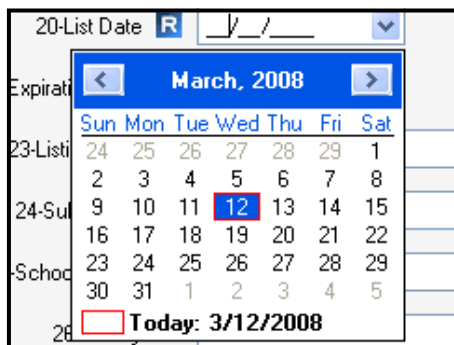 20-List Date R __/__/____
Expirati
March, 2008
Sun Mon Tue Wed Thu Fri Sat
23-Listi
24 25 26 27 28 29 1
2 3 4 5 6 7 8
24-Sul
9 10 11 12 13 14 15
16 17 18 19 20 21 22
-Schoo
23 24 25 26 27 28 29
30 31 1 2 3 4 5
26
Today: 3/12/2008